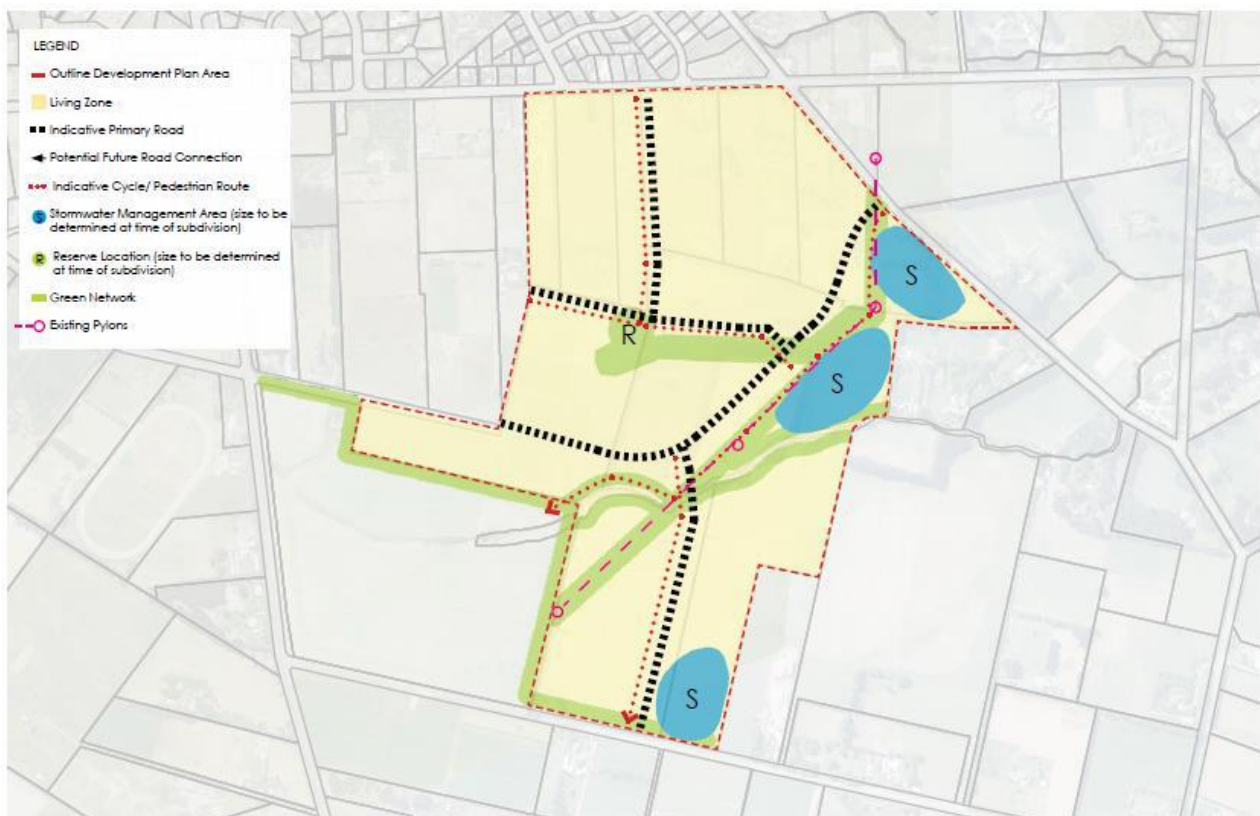 LEGEND
Outline Development Plan Area
Living Zone
Indicative Primary Road
Potential Future Road Connection
Indicative Cycle/ Pedestrian Route
S
Stormwater Management Area (size to be
determined at time of subdivision)
R
Reserve Location (size to be determined
at time of subdivision)
Green Network
Existing Pylons
S
R
S
S